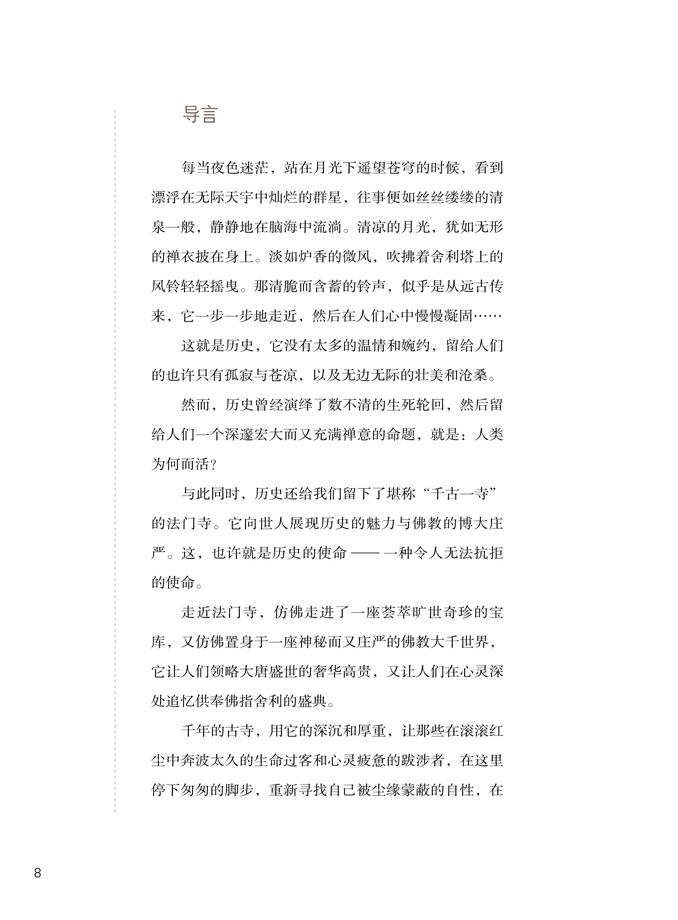 导言
每当夜色迷茫，站在月光下遥望苍穹的时候，看到
漂浮在无际天宇中灿烂的群星，往事便如丝丝缕缕的清
泉一般，静静地在脑海中流淌。清凉的月光，犹如无形
的禅衣披在身上。淡如炉香的微风，吹拂着舍利塔上的
风铃轻轻摇曳。那清脆而含蓄的铃声，似乎是从远古传
来，它一步一步地走近，然后在人们心中慢慢凝固……
这就是历史，它没有太多的温情和婉约，留给人们
的也许只有孤寂与苍凉，以及无边无际的壮美和沧桑。
然而，历史曾经演绎了数不清的生死轮回，然后留
给人们一个深邃宏大而又充满禅意的命题，就是：人类
为何而活？
与此同时，历史还给我们留下了堪称“千古一寺”
的法门寺。它向世人展现历史的魅力与佛教的博大庄
严。这，也许就是历史的使命——一种令人无法抗拒
的使命。
走近法门寺，仿佛走进了一座荟萃旷世奇珍的宝
库，又仿佛置身于一座神秘而又庄严的佛教大千世界，
它让人们领略大唐盛世的奢华高贵，又让人们在心灵深
处追忆供奉佛指舍利的盛典。
千年的古寺，用它的深沉和厚重，让那些在滚滚红
尘中奔波太久的生命过客和心灵疲惫的跋涉者，在这里
停下匆匆的脚步，重新寻找自己被尘缘蒙蔽的自性，在
8